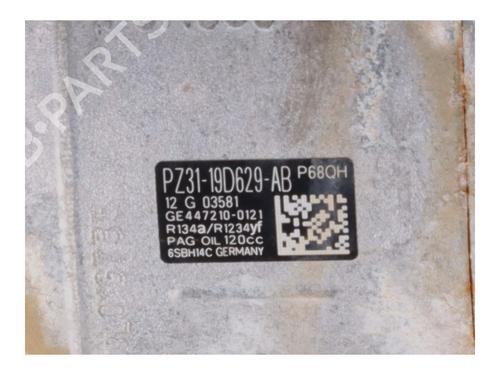 PZ31-19D629-AB P68QH
12 G 03581
GE447210-0121
R134a/R1234yf
PAG OIL 120cc
6SBH14C GERMANY